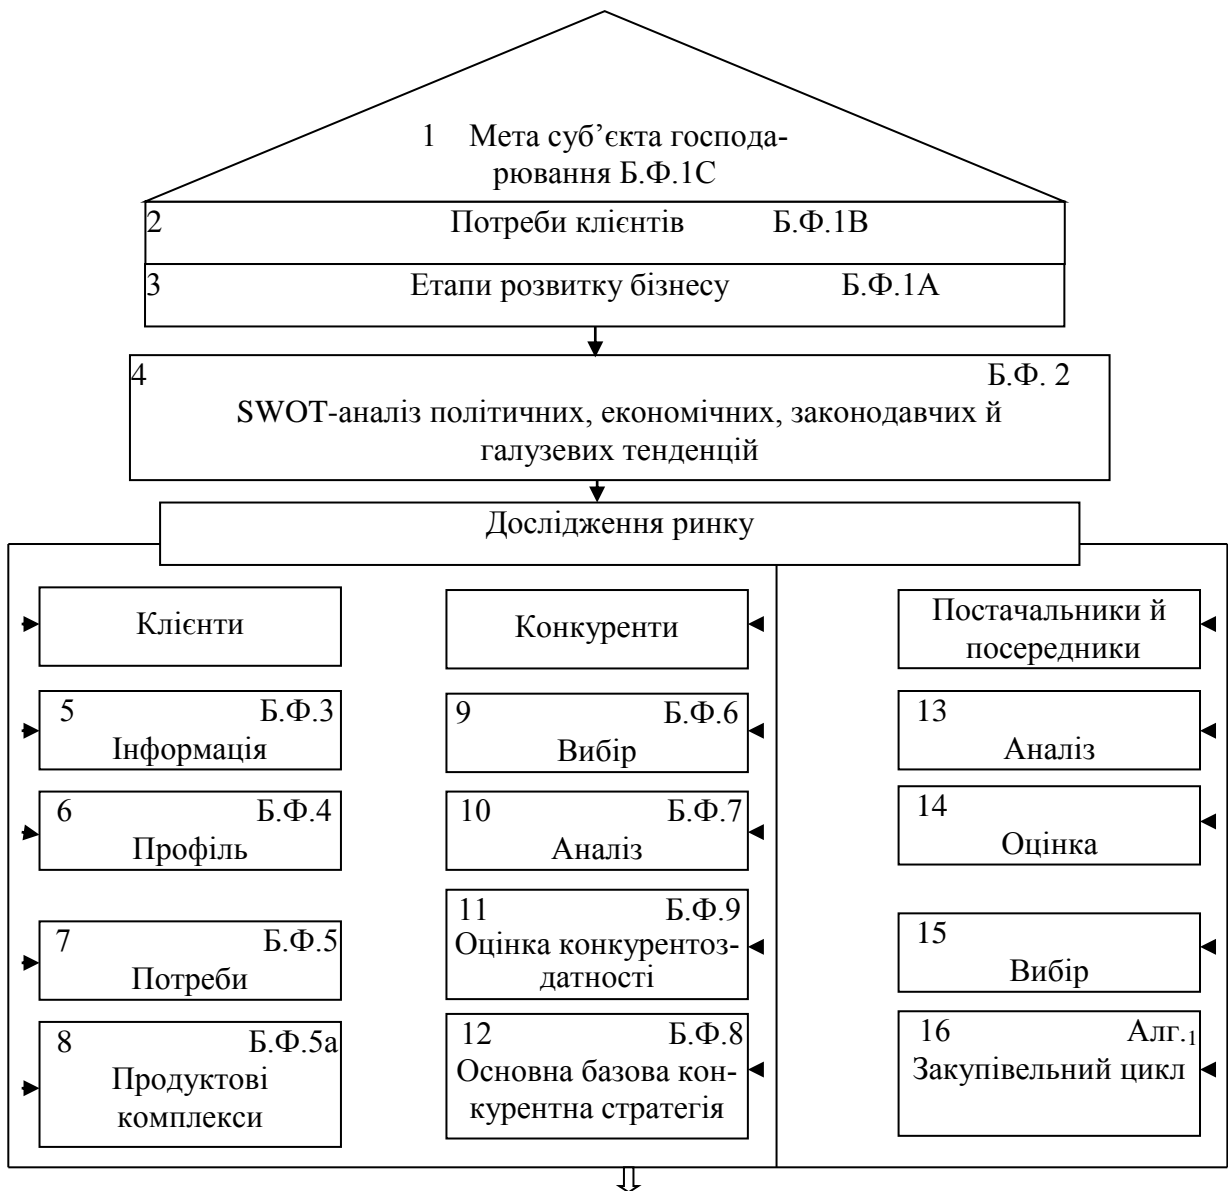 1 Мета суб’єкта господа-
рювання Б.Ф.1С
2 Потреби клієнтів Б.Ф.1В
3 Етапи розвитку бізнесу Б.Ф.1А
4 Б.Ф. 2
SWOT-аналіз політичних, економічних, законодавчих й
галузевих тенденцій
Дослідження ринку
Клієнти
5 Б.Ф.3
Інформація
6 Б.Ф.4
Профіль
7 Б.Ф.5
Потреби
8 Б.Ф.5а
Продуктові
комплекси
Конкуренти
9 Б.Ф.6
Вибір
10 Б.Ф.7
Аналіз
11 Б.Ф.9
Оцінка конкурентоз-
датності
12 Б.Ф.8
Основна базова кон-
курентна стратегія
Постачальники й
посередники
13
Аналіз
14
Оцінка
15
Вибір
16 Алг.1
Закупівельний цикл